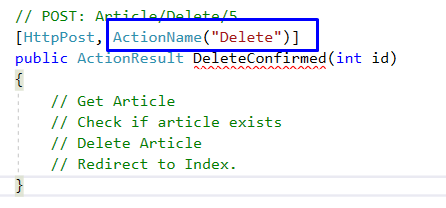 // POST: Article/Delete/5
[HttpPost, ActionName("Delete")]
public ActionResult DeleteConfirmed(int id)
{
// Get Article
// Check if article exists
// Delete Article
// Redirect to Index.
}